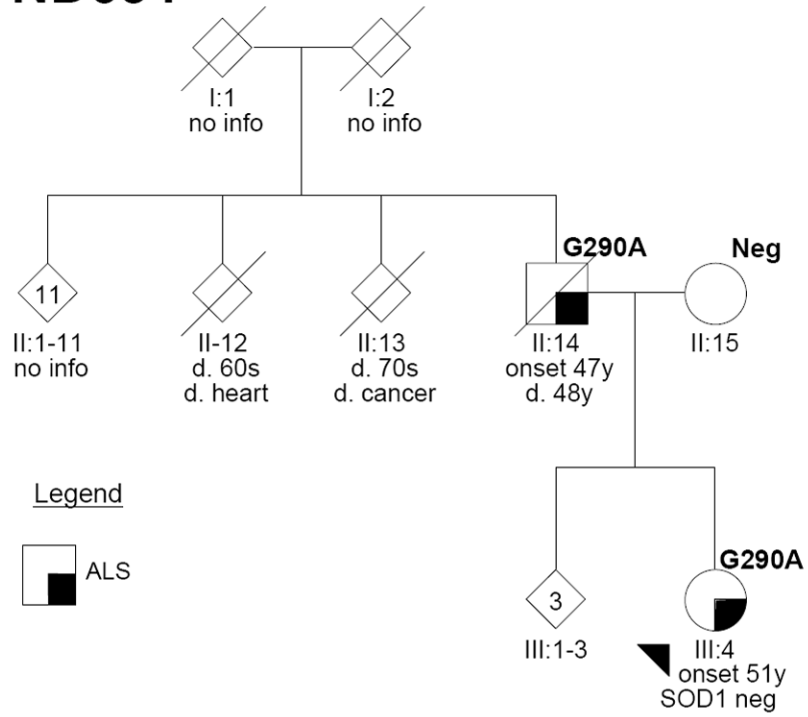 I:1
no info
I:2
no info
G290A
Neg
11
II:1-11
no info
II-12
d. 60s
d. heart
II:13
d. 70s
d. cancer
II:14
onset 47y
d. 48y
II:15
Legend
ALS
G290A
3
III:1-3
III:4
onset 51y
SOD1 neg